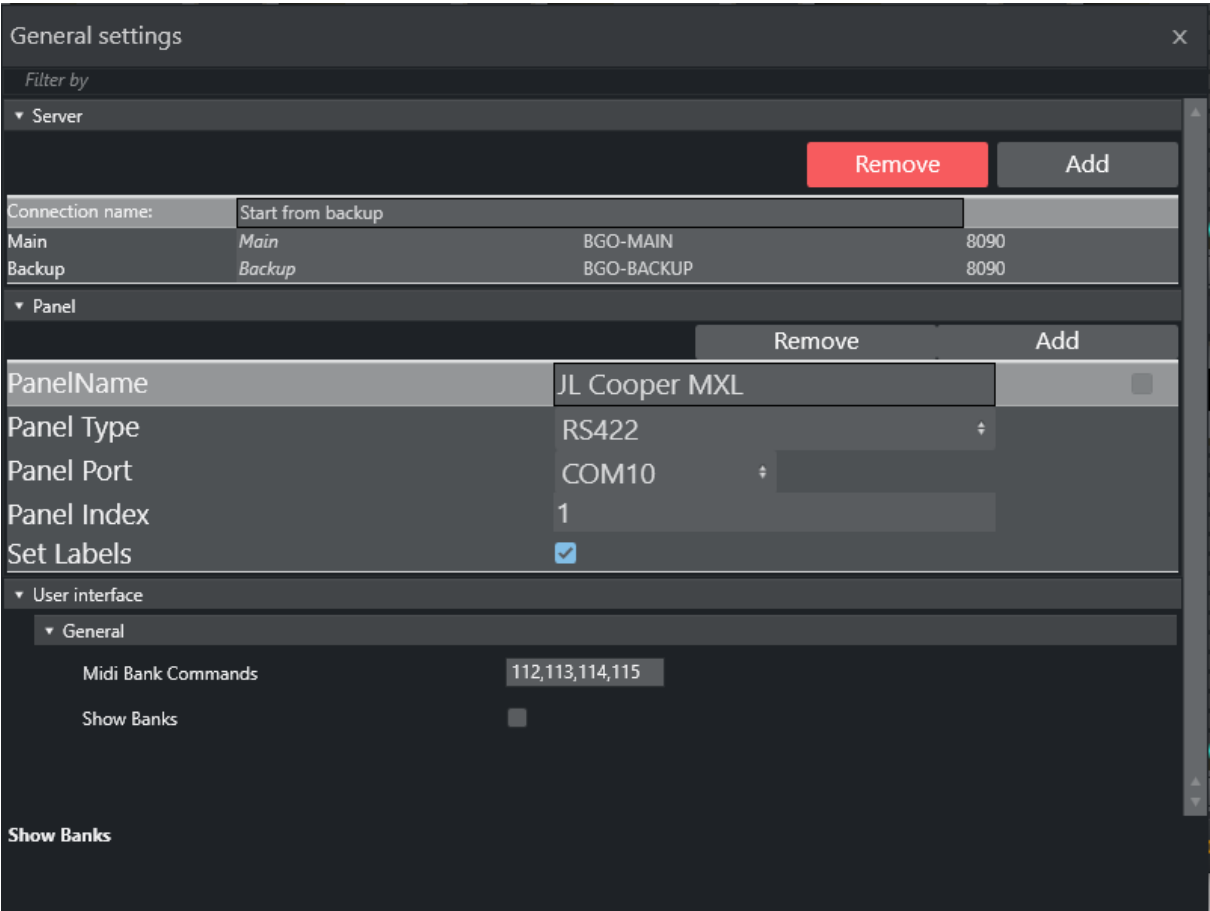 General settings
Filter by
Server
Remove Add
Connection name: Start from backup
Main Main BGO-MAIN 8090
Backup Backup BGO-BACKUP 8090
Panel
Remove Add
PanelName JL Cooper MXL
Panel Type RS422
Panel Port COM10
Panel Index 1
Set Labels
User interface
General
Midi Bank Commands 112,113,114,115
Show Banks
Show Banks